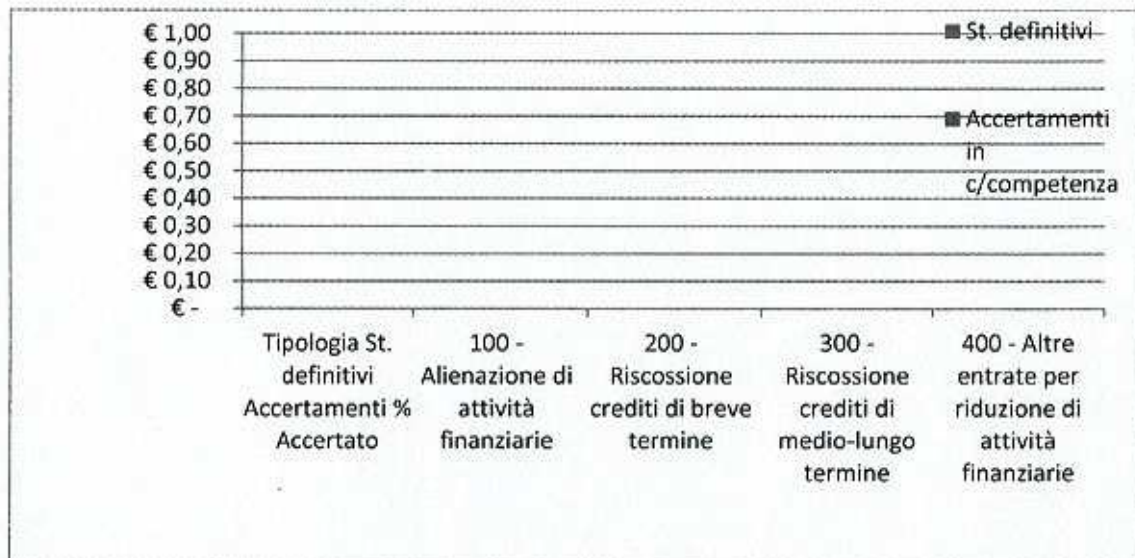 € 1,00
€ 0,90
€ 0,80
€ 0,70
€ 0,60
€ 0,50
€ 0,40
€ 0,30
€ 0,20
€ 0,10
€ -
St. definitivi
Accertamenti
in
c/competenza
Tipologia St.
definitivi
Accertamenti %
Accertato
100 -
Alienazione di
attività
finanziarie
200 -
Riscossione
crediti di breve
termine
300 -
Riscossione
crediti di
medio-lungo
termine
400 - Altre
entrate per
riduzione di
attività
finanziarie